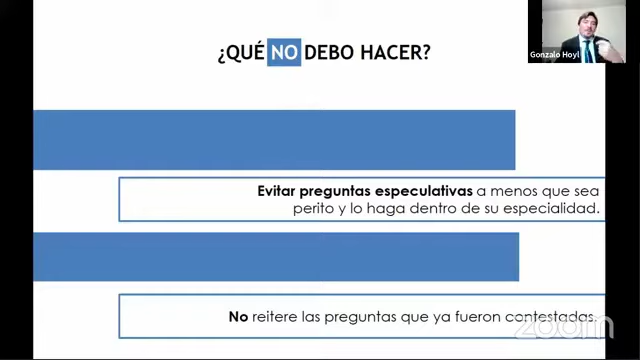 ¿QUÉ NO DEBO HACER?
Gonzalo Hoyl
Evitar preguntas especulativas a menos que sea
perito y lo haga dentro de su especialidad.
No reitere las preguntas que ya fueron contestadas.
zoom